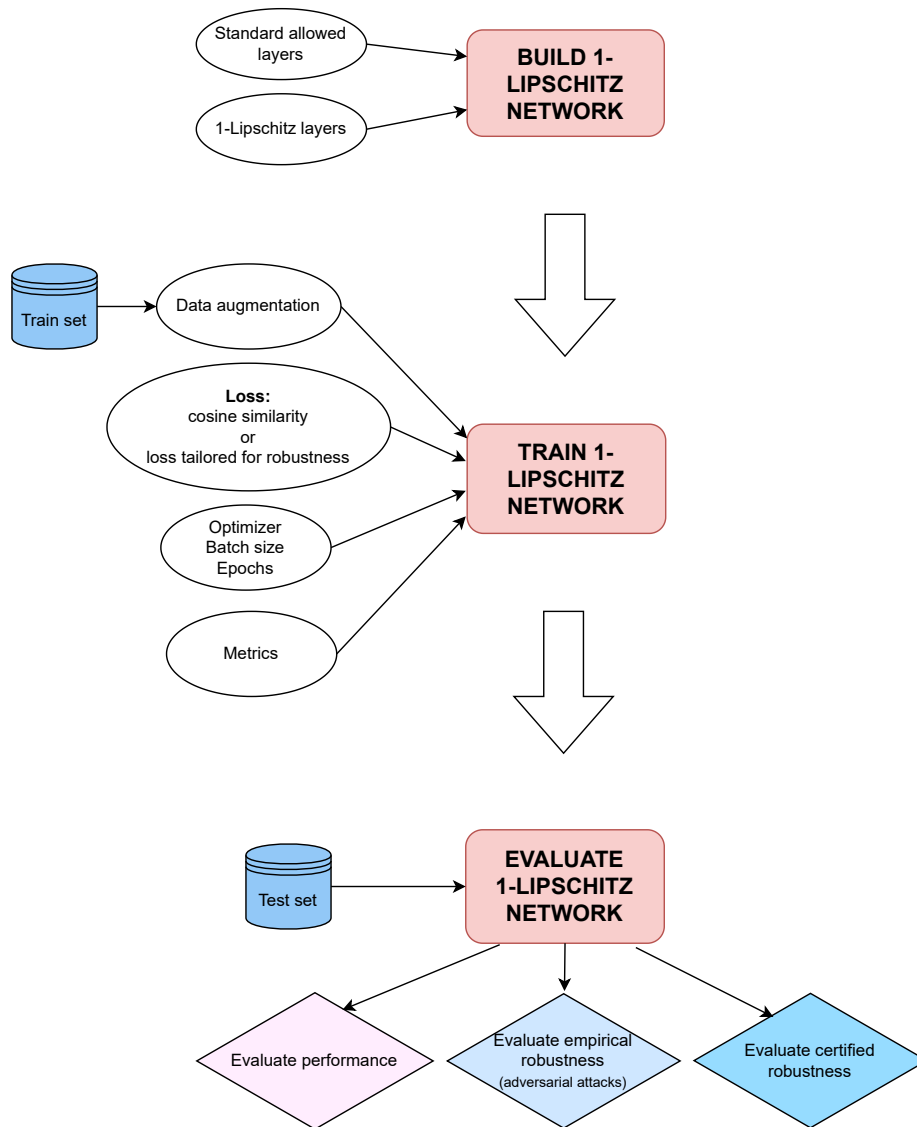 Standard allowed
layers
BUILD 1-
LIPSCHITZ
NETWORK
1-Lipschitz layers
Train set
Data augmentation
Loss:
cosine similarity
or
loss tailored for robustness
TRAIN 1-
LIPSCHITZ
NETWORK
Optimizer
Batch size
Epochs
Metrics
Test set
EVALUATE
1-LIPSCHITZ
NETWORK
Evaluate performance
Evaluate empirical
robustness
(adversarial attacks)
Evaluate certified
robustness